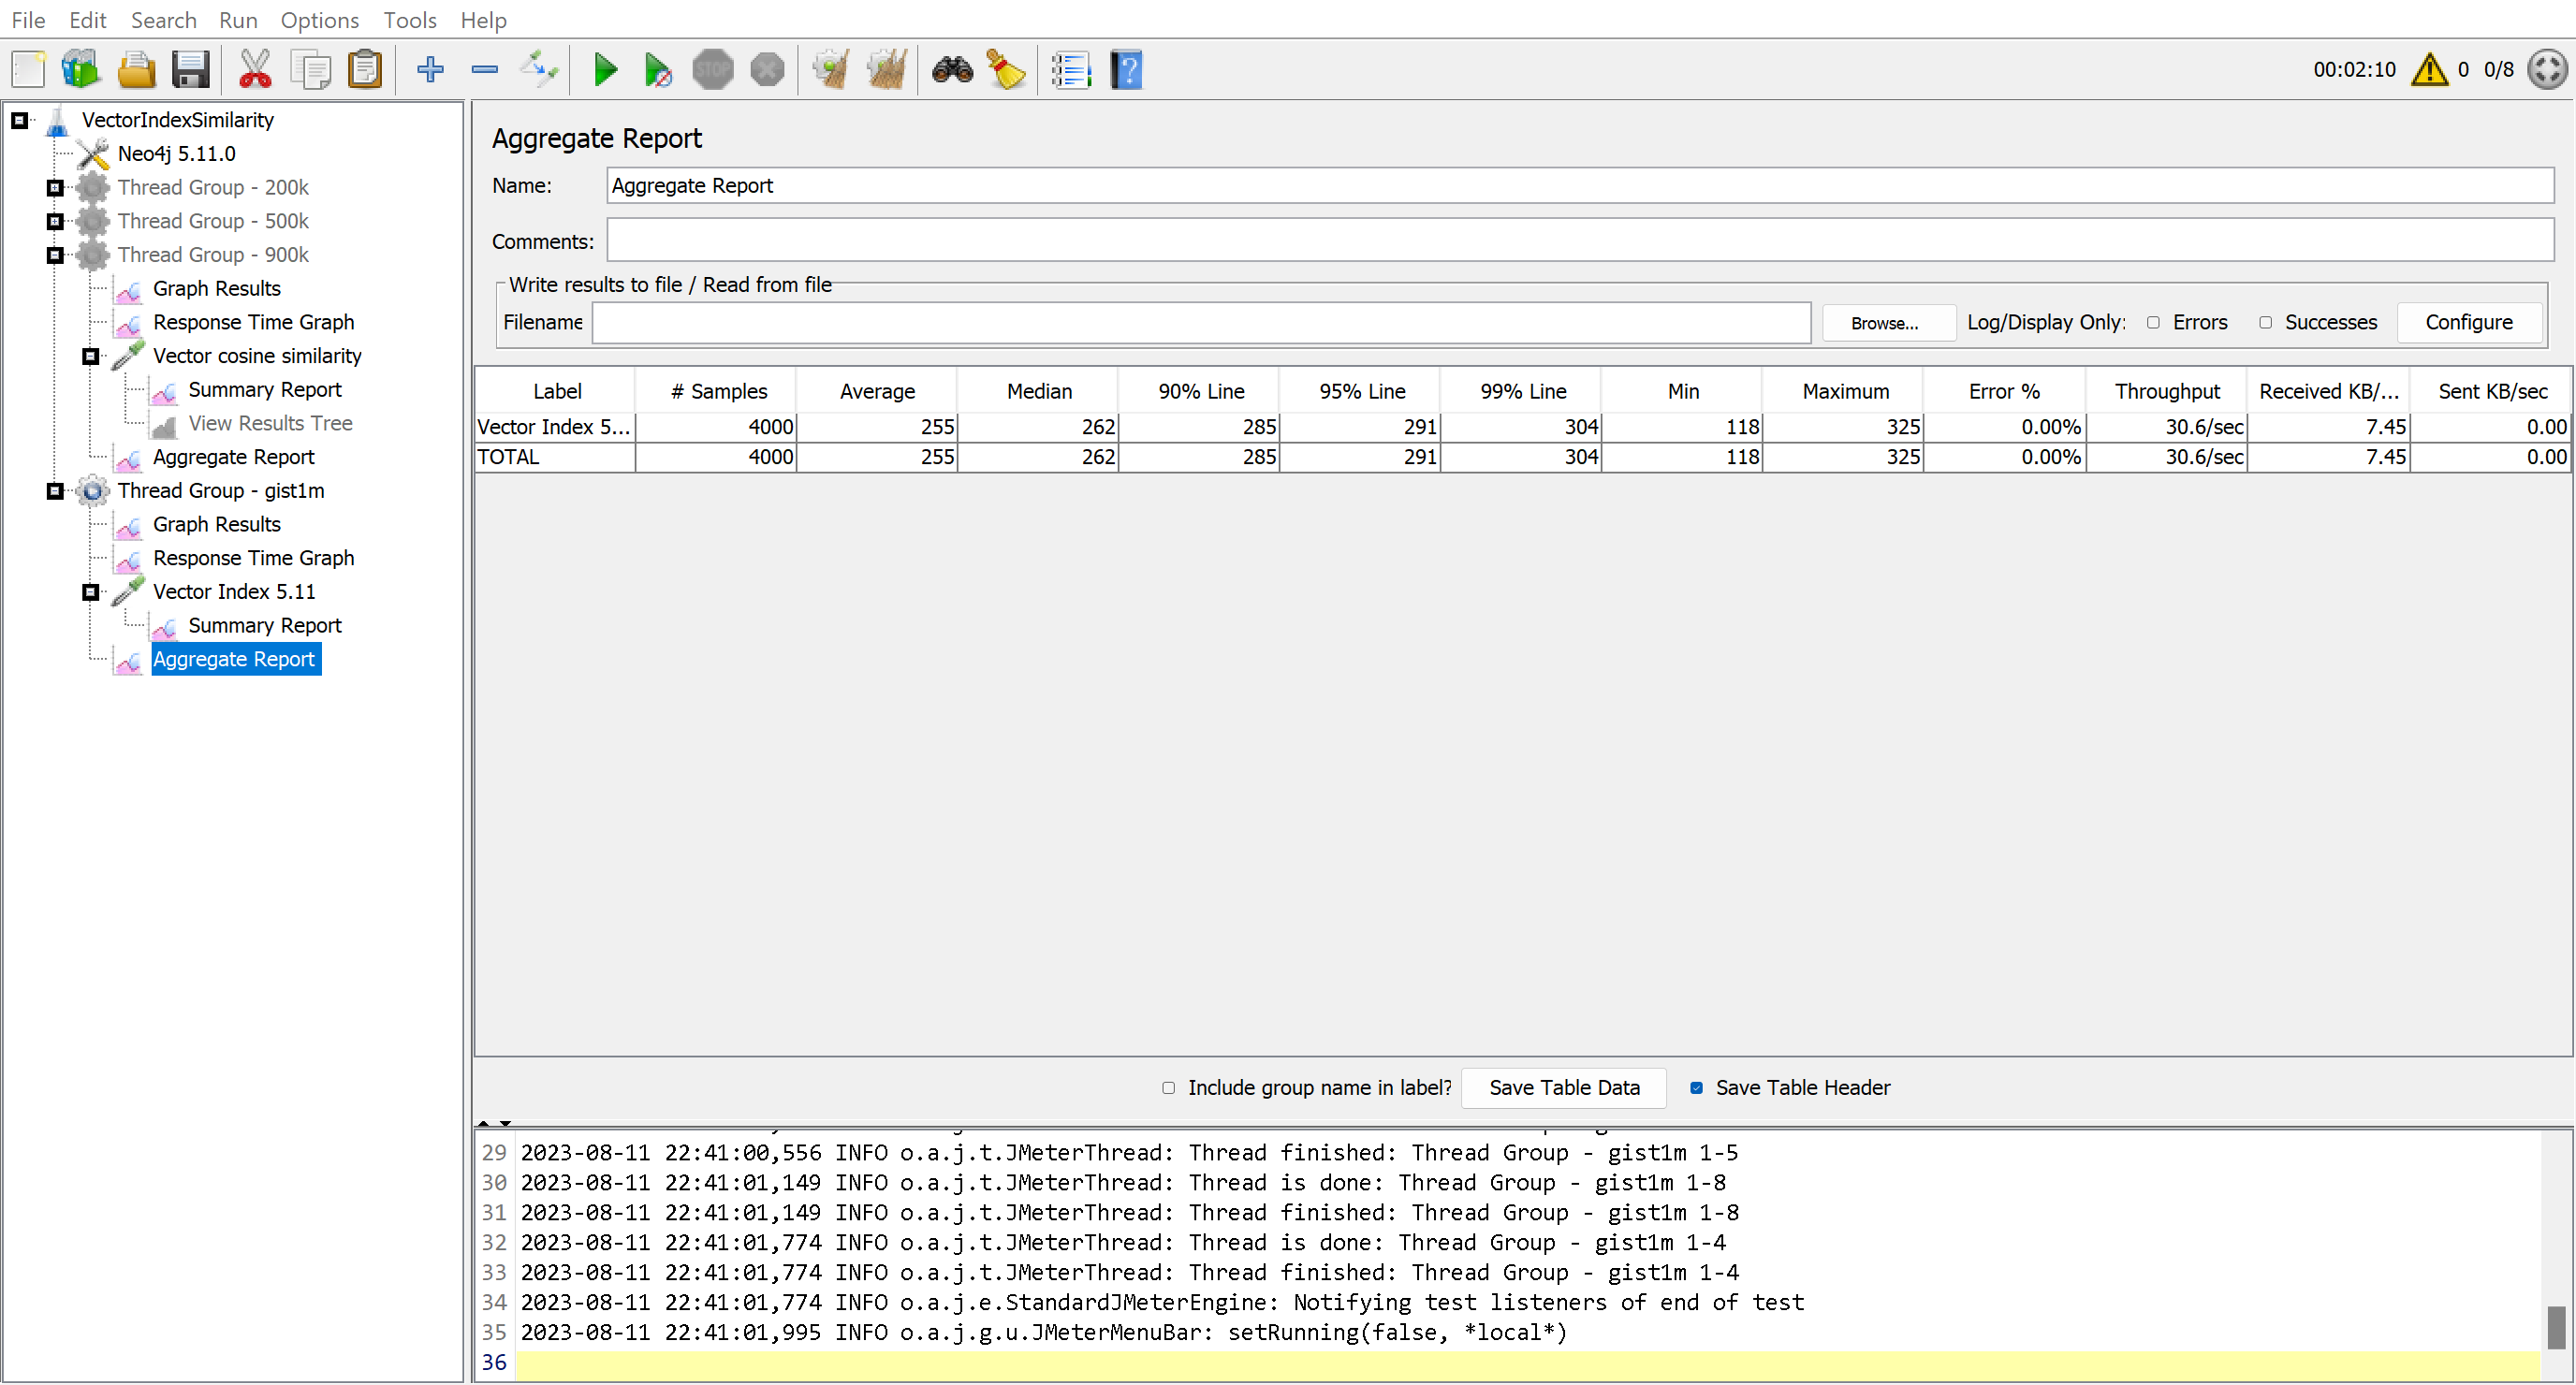 File Edit Search Run Options Tools Help
STOP
00:02:10 0 0/8
VectorIndexSimilarity
Neo4j 5.11.0
Thread Group - 200k
Thread Group - 500k
Thread Group - 900k
Graph Results
Response Time Graph
Vector cosine similarity
Summary Report
View Results Tree
Aggregate Report
Thread Group - gist1m
Graph Results
Response Time Graph
Vector Index 5.11
Summary Report
Aggregate Report
Aggregate Report
Name: Aggregate Report
Comments:
Write results to file / Read from file
Filename Browse... Log/Display Only: Errors Successes Configure
Label # Samples Average Median 90% Line 95% Line 99% Line Min Maximum Error % Throughput Received KB/... Sent KB/sec
Vector Index 5... 4000 255 262 285 291 304 118 325 0.00% 30.6/sec 7.45 0.00
TOTAL 4000 255 262 285 291 304 118 325 0.00% 30.6/sec 7.45 0.00
Include group name in label? Save Table Data Save Table Header
29 2023-08-11 22:41:00,556 INFO o.a.j.t.JMeterThread: Thread finished: Thread Group - gist1m 1-5
30 2023-08-11 22:41:01,149 INFO o.a.j.t.JMeterThread: Thread is done: Thread Group - gist1m 1-8
31 2023-08-11 22:41:01,149 INFO o.a.j.t.JMeterThread: Thread finished: Thread Group - gist1m 1-8
32 2023-08-11 22:41:01,774 INFO o.a.j.t.JMeterThread: Thread is done: Thread Group - gist1m 1-4
33 2023-08-11 22:41:01,774 INFO o.a.j.t.JMeterThread: Thread finished: Thread Group - gist1m 1-4
34 2023-08-11 22:41:01,774 INFO o.a.j.e.StandardJMeterEngine: Notifying test listeners of end of test
35 2023-08-11 22:41:01,995 INFO o.a.j.g.u.JMeterMenuBar: setRunning(false, *local*)
36